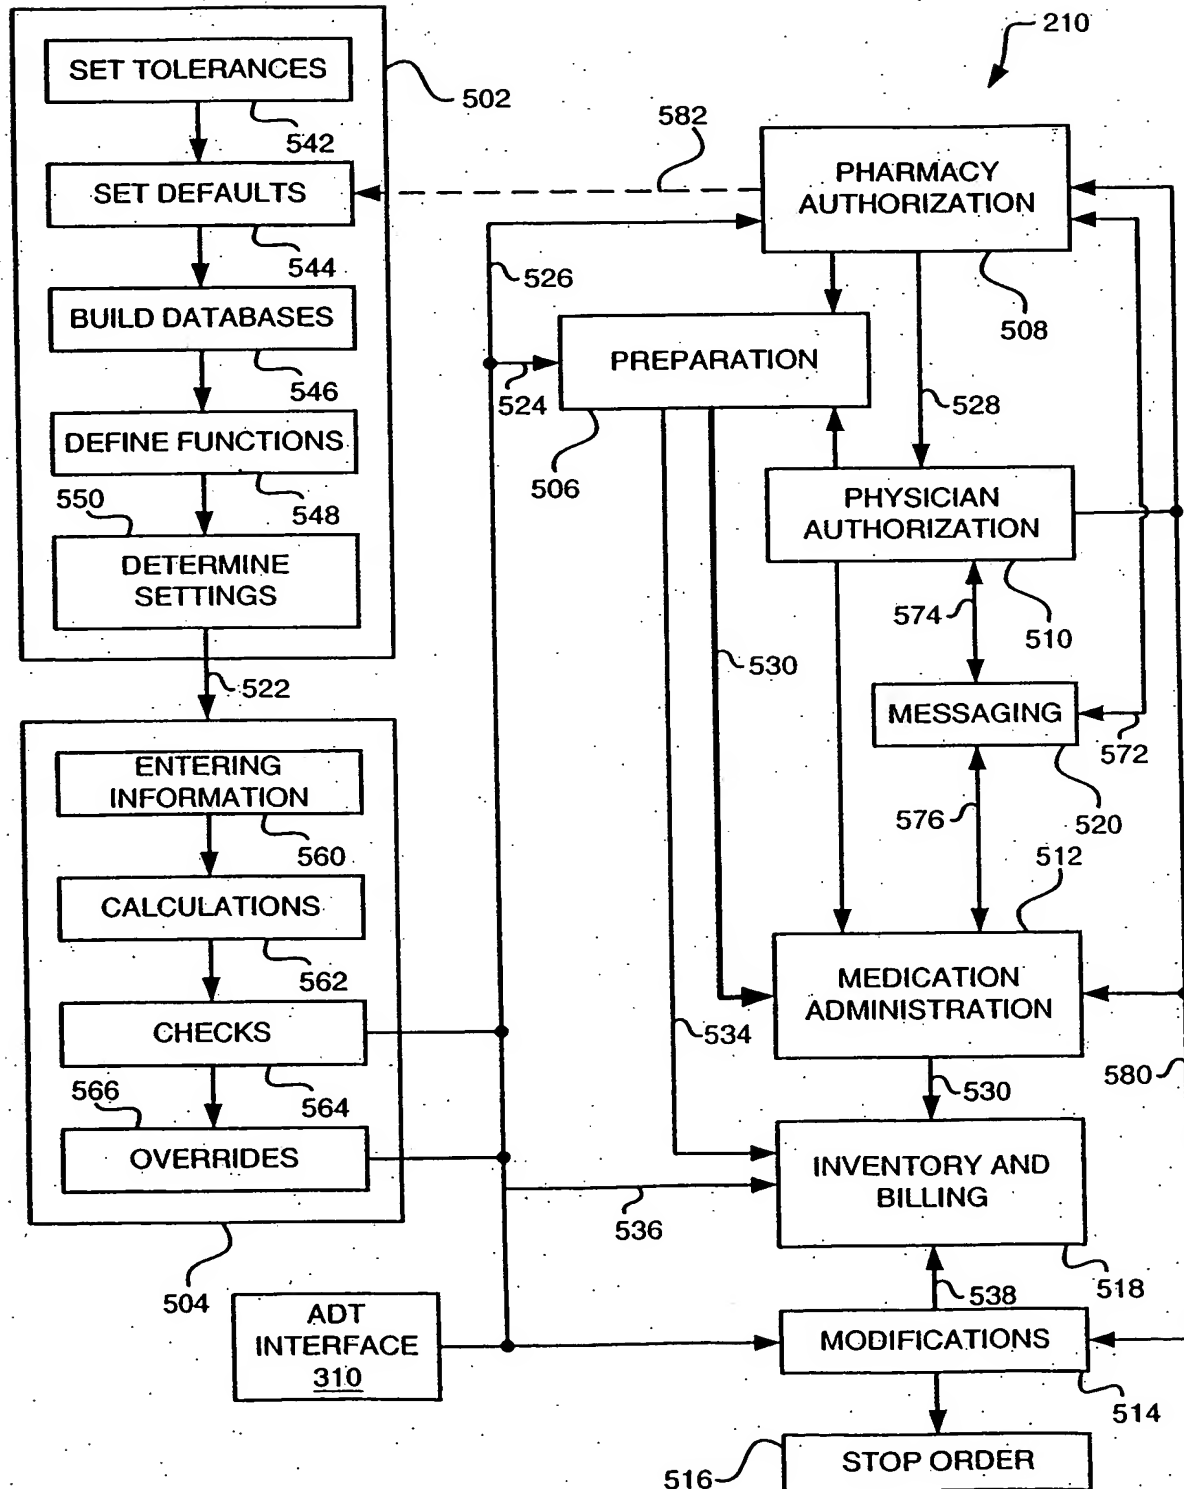 210
SET TOLERANCES
502
542
582
PHARMACY
AUTHORIZATION
SET DEFAULTS
544
526
508
BUILD DATABASES
546
PREPARATION
524
528
DEFINE FUNCTIONS
548
506
550
PHYSICIAN
AUTHORIZATION
DETERMINE
SETTINGS
574
510
530
522
MESSAGING
572
ENTERING
INFORMATION
576
520
560
512
CALCULATIONS
562
MEDICATION
ADMINISTRATION
CHECKS
534
564
580
566
530
OVERRIDES
INVENTORY AND
BILLING
536
504
518
538
ADT
INTERFACE
310
MODIFICATIONS
514
STOP ORDER
516